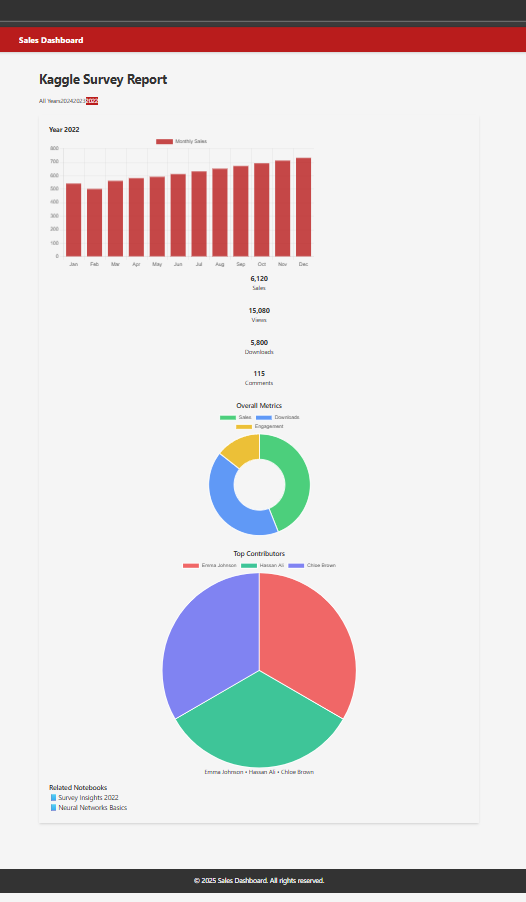 Sales Dashboard
Kaggle Survey Report
All Years202420232022
Year 2022
Monthly Sales
800
700
600
500
400
300
200
100
0
Jan Feb Mar Apr May Jun Jul Aug Sep Oct Nov Dec
6,120
Sales
15,080
Views
5,800
Downloads
115
Comments
Overall Metrics
Sales Downloads
Engagement
Top Contributors
Emma Johnson Hassan Ali Chloe Brown
Emma Johnson • Hassan Ali • Chloe Brown
Related Notebooks
Survey Insights 2022
Neural Networks Basics
© 2025 Sales Dashboard. All rights reserved.